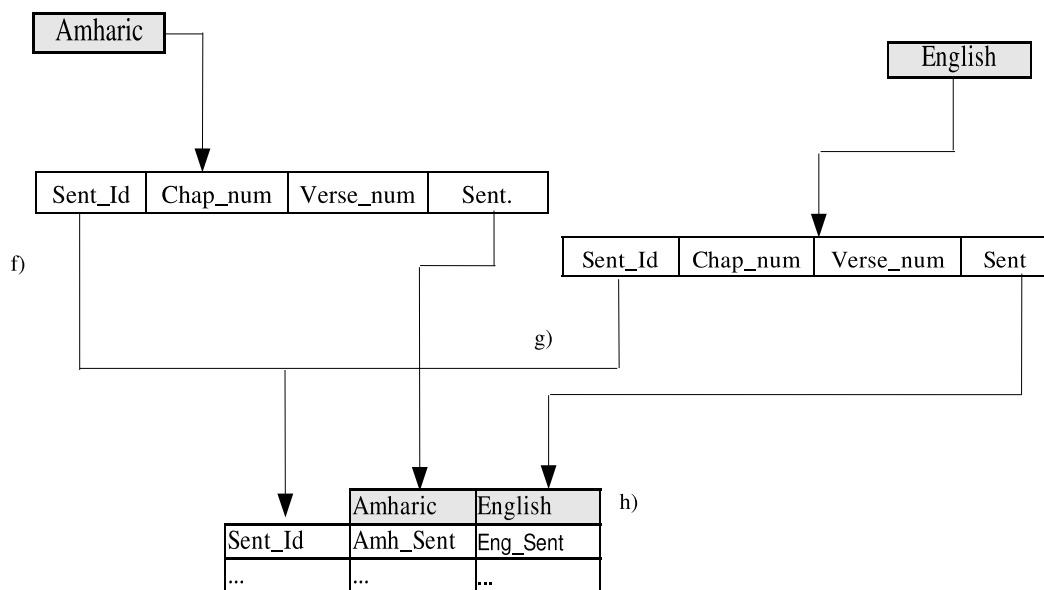 Amharic
English
Sent_Id Chap_num Verse_num Sent.
f)
Sent_Id Chap_num Verse_num Sent
g)
Amharic English
h)
Sent_Id Amh_Sent Eng_Sent
... ... ...